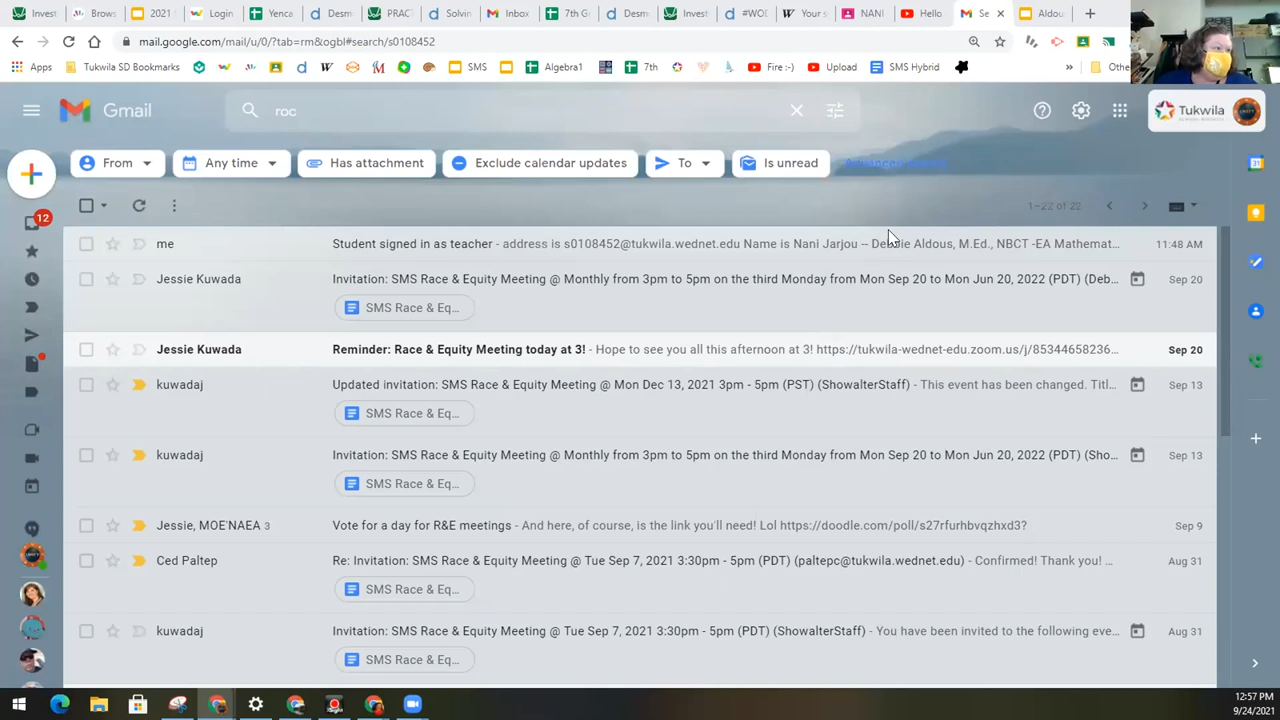 Invest
Brows
2021
Login
Yenca
Desm
PRAC
Solvin
Inbox
7th G
Desm
Invest
#WOD
Your s
NANI
Hello
Se
Aldou
mail.google.com/mail/u/0/?tab=rm&ogbl#search/s0108452
Apps
Tukwila SD Bookmarks
SMS
Algebra1
7th
Fire :-)
Upload
SMS Hybrid
»
Othe
Gmail
roc
Tukwila
From
Any time
Has attachment
Exclude calendar updates
To
Is unread
1–22 of 22
12
me Student signed in as teacher - address is s0108452@tukwila.wednet.edu Name is Nani Jarjou -- Debbie Aldous, M.Ed., NBCT -EA Mathemat... 11:48 AM
Jessie Kuwada Invitation: SMS Race & Equity Meeting @ Monthly from 3pm to 5pm on the third Monday from Mon Sep 20 to Mon Jun 20, 2022 (PDT) (Deb... Sep 20
SMS Race & Eq...
Jessie Kuwada Reminder: Race & Equity Meeting today at 3! - Hope to see you all this afternoon at 3! https://tukwila-wednet-edu.zoom.us/j/85344658236... Sep 20
kuwadaj Updated invitation: SMS Race & Equity Meeting @ Mon Dec 13, 2021 3pm - 5pm (PST) (ShowalterStaff) - This event has been changed. Titl... Sep 13
SMS Race & Eq...
kuwadaj Invitation: SMS Race & Equity Meeting @ Monthly from 3pm to 5pm on the third Monday from Mon Sep 20 to Mon Jun 20, 2022 (PDT) (Sho... Sep 13
SMS Race & Eq...
Jessie, MOE'NAEA 3 Vote for a day for R&E meetings - And here, of course, is the link you'll need! Lol https://doodle.com/poll/s27rfurhbvqzhxd3? Sep 9
Ced Paltep Re: Invitation: SMS Race & Equity Meeting @ Tue Sep 7, 2021 3:30pm - 5pm (PDT) (paltepc@tukwila.wednet.edu) - Confirmed! Thank you! ... Aug 31
SMS Race & Eq...
kuwadaj Invitation: SMS Race & Equity Meeting @ Tue Sep 7, 2021 3:30pm - 5pm (PDT) (ShowalterStaff) - You have been invited to the following eve... Aug 31
SMS Race & Eq...
12:57 PM
9/24/2021